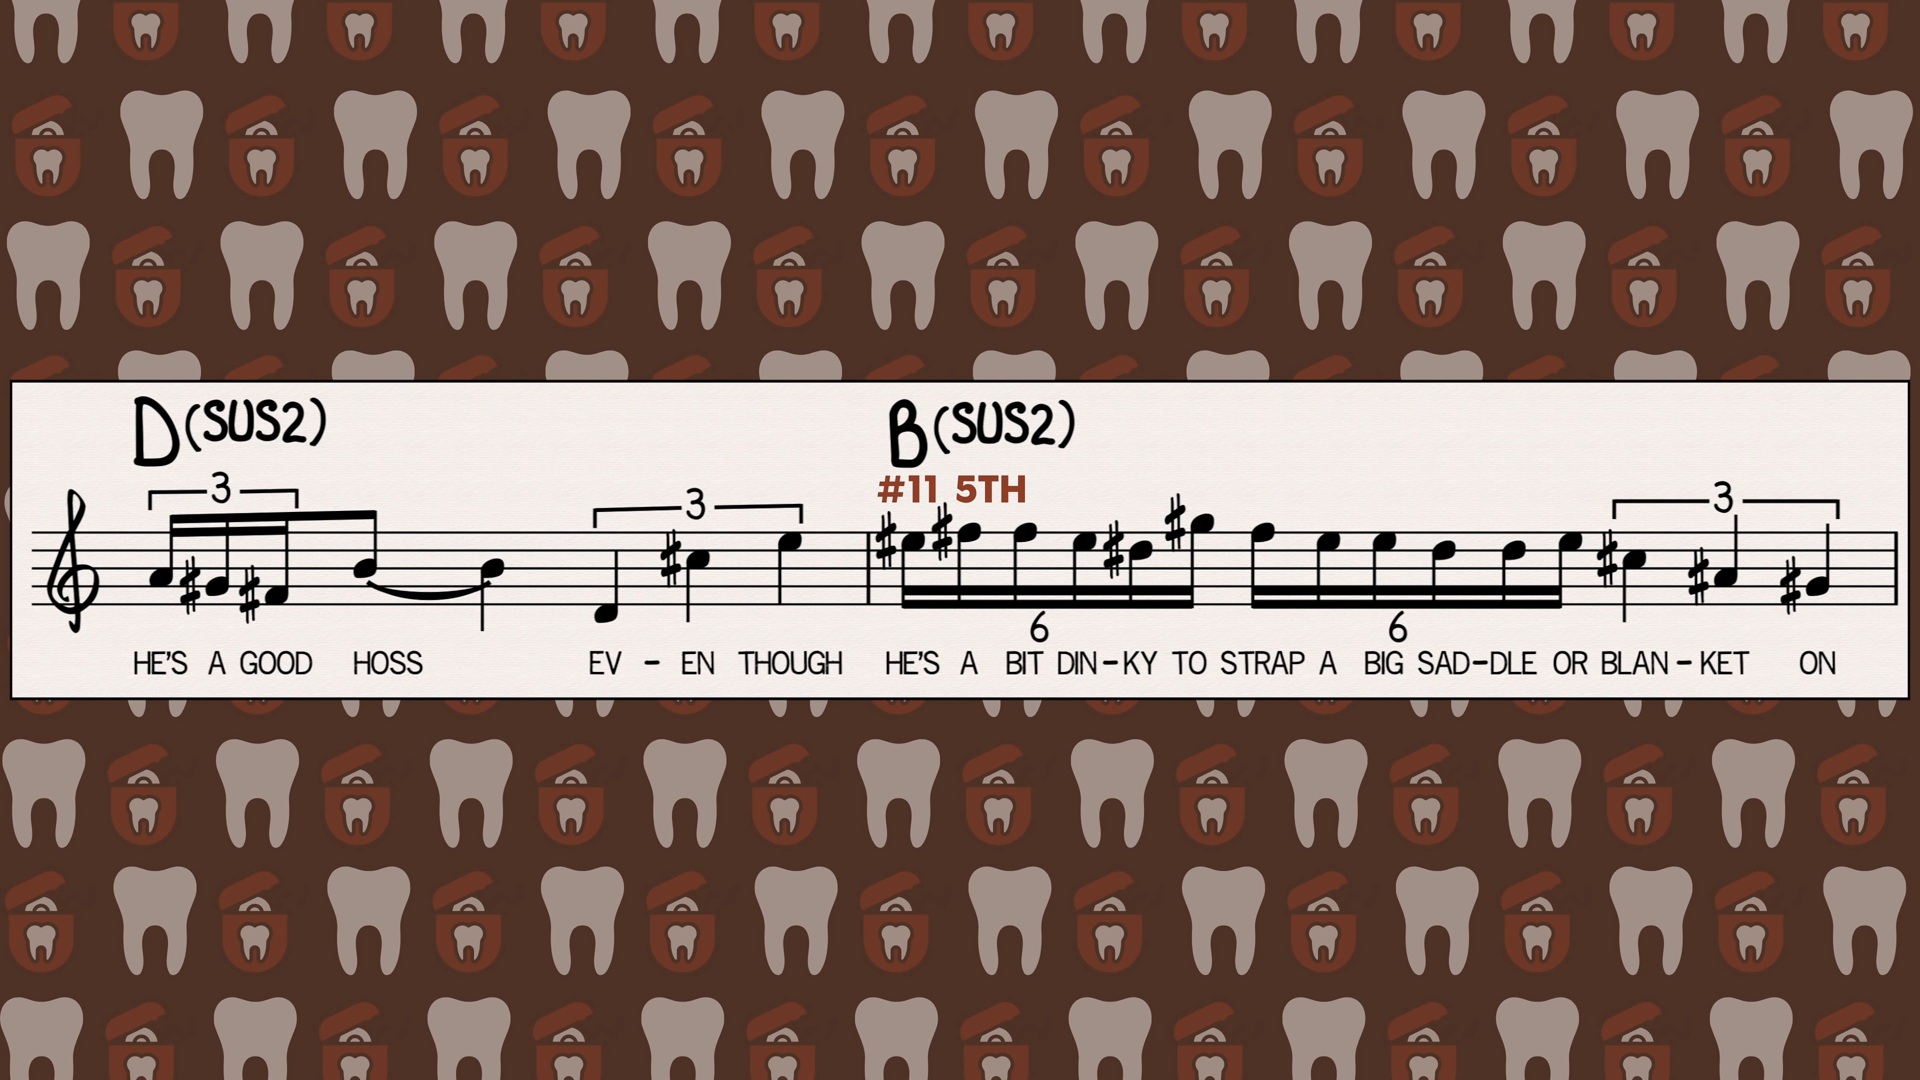 D(SUS2) B(SUS2)
3 3 #11 5TH 3
6 6
HE'S A GOOD HOSS EV - EN THOUGH HE'S A BIT DIN-KY TO STRAP A BIG SAD-DLE OR BLAN-KET ON